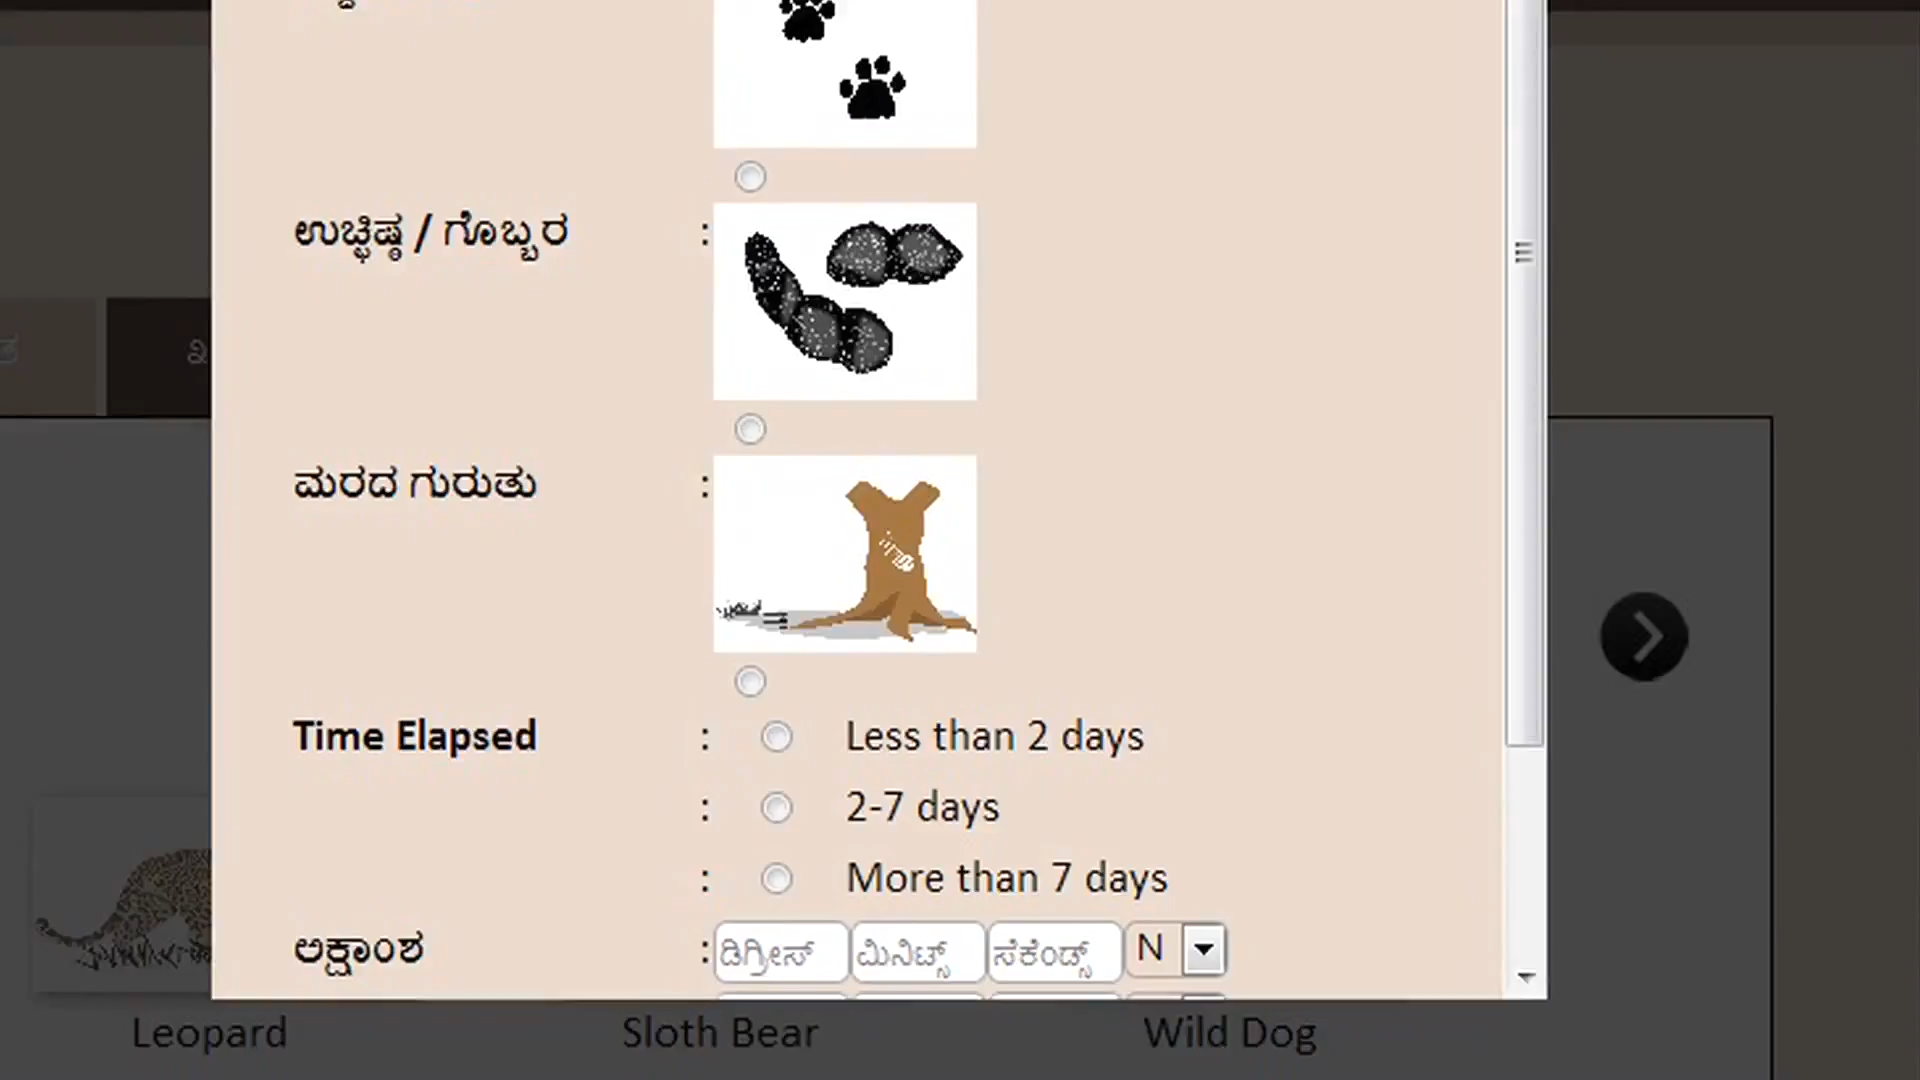 ಉಚ್ಛಿಷ್ಠ / ಗೊಬ್ಬರ :
ಮರದ ಗುರುತು :
Time Elapsed : Less than 2 days
: 2-7 days
: More than 7 days
ಅಕ್ಷಾಂಶ : ಡಿಗ್ರೀಸ್ ಮಿನಿಟ್ಸ್ ಸೆಕೆಂಡ್ಸ್ N
Leopard Sloth Bear Wild Dog